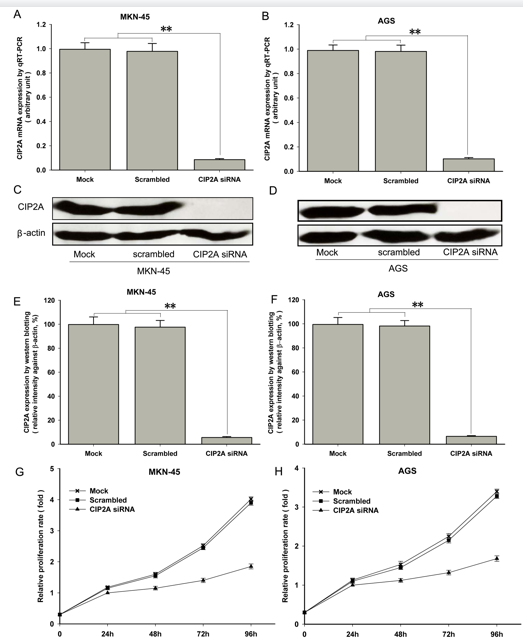 A
MKN-45
CIP2A mRNA expression by qRT-PCR
( arbitrary unit )
1.2
1.0
0.8
0.6
0.4
0.2
0.0
**
Mock Scrambled CIP2A siRNA
B
AGS
CIP2A mRNA expression by qRT-PCR
( arbitrary unit )
1.2
1.0
0.8
0.6
0.4
0.2
0.0
**
Mock Scrambled CIP2A siRNA
C
CIP2A
β-actin
Mock scrambled CIP2A siRNA
MKN-45
D
Mock scrambled CIP2A siRNA
AGS
E
MKN-45
CIP2A expression by western blotting
( relative intensity against β-actin, %)
120
100
80
60
40
20
0
**
Mock Scrambled CIP2A siRNA
F
AGS
CIP2A expression by western blotting
( relative intensity against β-actin, % )
120
100
80
60
40
20
0
**
Mock Scrambled CIP2A siRNA
G
MKN-45
Relative proliferation rate ( fold )
5
4
3
2
1
0
Mock
Scrambled
CIP2A siRNA
0 24h 48h 72h 96h
H
AGS
Relative proliferation rate ( fold )
4
3
2
1
0
Mock
Scrambled
CIP2A siRNA
0 24h 48h 72h 96h